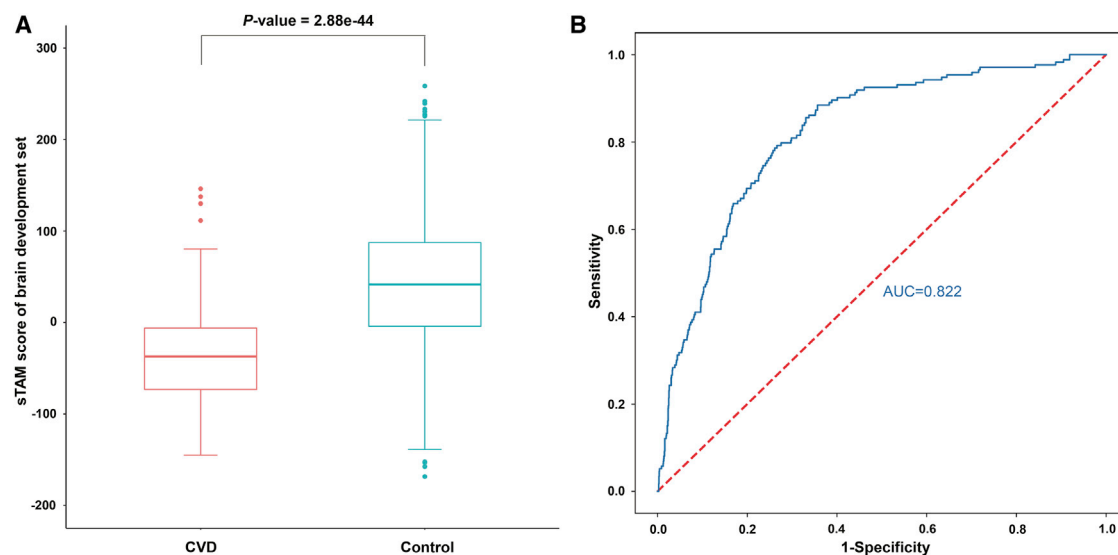 A
P-value = 2.88e-44
sTAM score of brain development set
300
200
100
0
-100
-200
CVD
Control
B
Sensitivity
1.0
0.8
0.6
0.4
0.2
0.0
AUC=0.822
0.0
0.2
0.4
0.6
0.8
1.0
1-Specificity